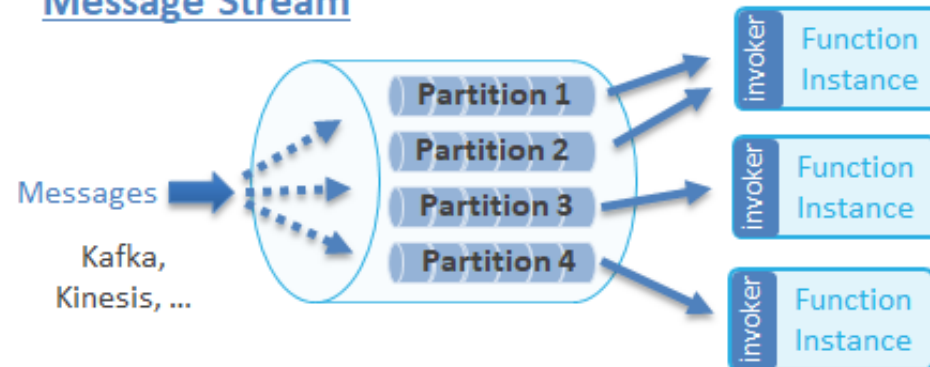 Message Stream
Messages
Kafka,
Kinesis, ...
Partition 1
Partition 2
Partition 3
Partition 4
invoker
Function
Instance
invoker
Function
Instance
invoker
Function
Instance